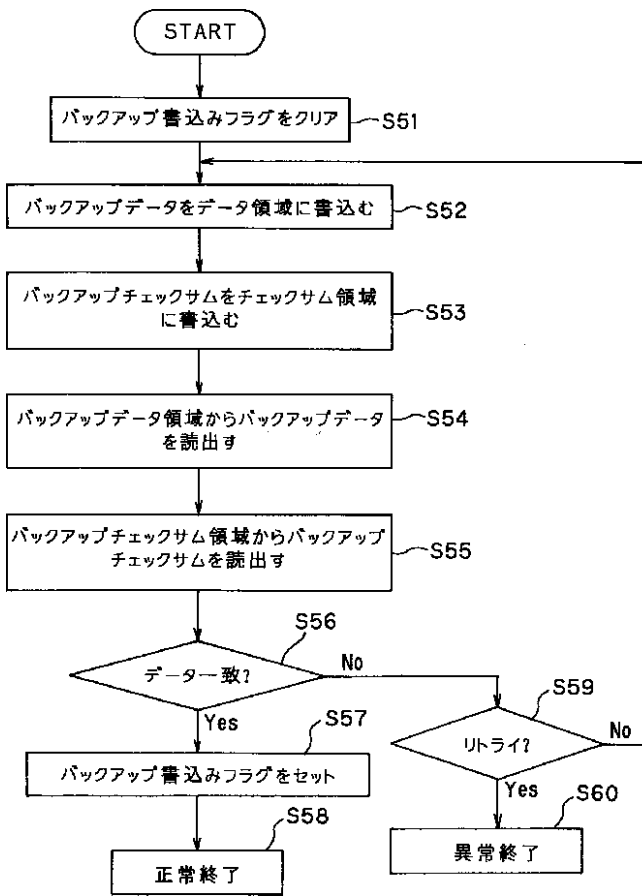 START
バックアップ書込みフラグをクリア
S51
バックアップデータをデータ領域に書込む
S52
バックアップチェックサムをチェックサム領域
に書込む
S53
バックアップデータ領域からバックアップデータ
を読出す
S54
バックアップチェックサム領域からバックアップ
チェックサムを読出す
S55
S56
データ一致?
No
Yes
S59
リトライ?
No
Yes
S57
バックアップ書込みフラグをセット
S58
正常終了
S60
異常終了